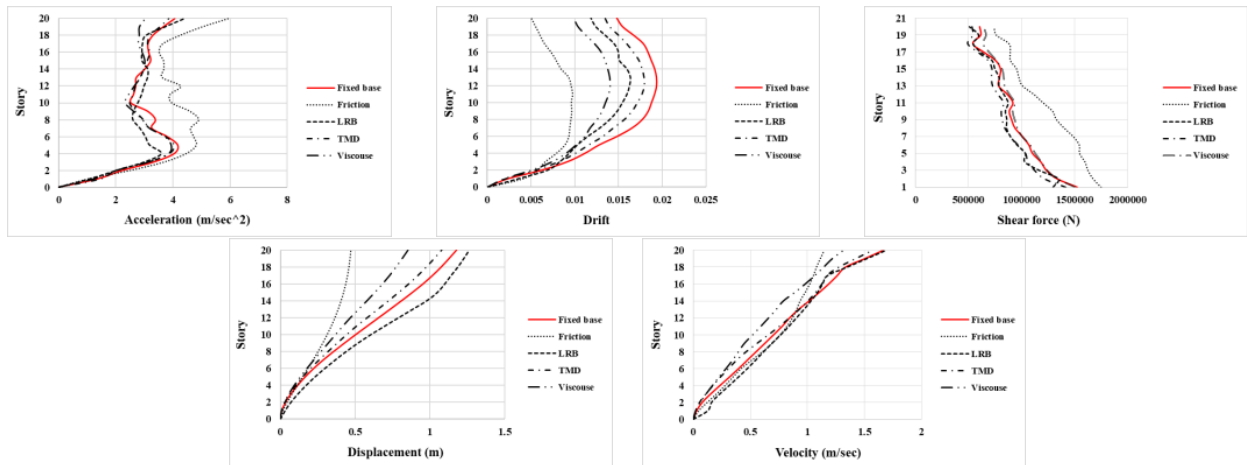 20
18
16
14
12
10
8
6
4
2
0
Story
0 2 4 6 8
Acceleration (m/sec^2)
Fixed base
Friction
LRB
TMD
Viscouse
20
18
16
14
12
10
8
6
4
2
0
Story
0 0.005 0.01 0.015 0.02 0.025
Drift
Fixed base
Friction
LRB
TMD
Viscouse
21
19
17
15
13
11
9
7
5
3
1
Story
0 500000 1000000 1500000 2000000
Shear force (N)
Fixed base
Friction
LRB
TMD
Viscouse
20
18
16
14
12
10
8
6
4
2
0
Story
0 0.5 1 1.5
Displacement (m)
Fixed base
Friction
LRB
TMD
Viscouse
20
18
16
14
12
10
8
6
4
2
0
Story
0 0.5 1 1.5 2
Velocity (m/sec)
Fixed base
Friction
LRB
TMD
Viscouse